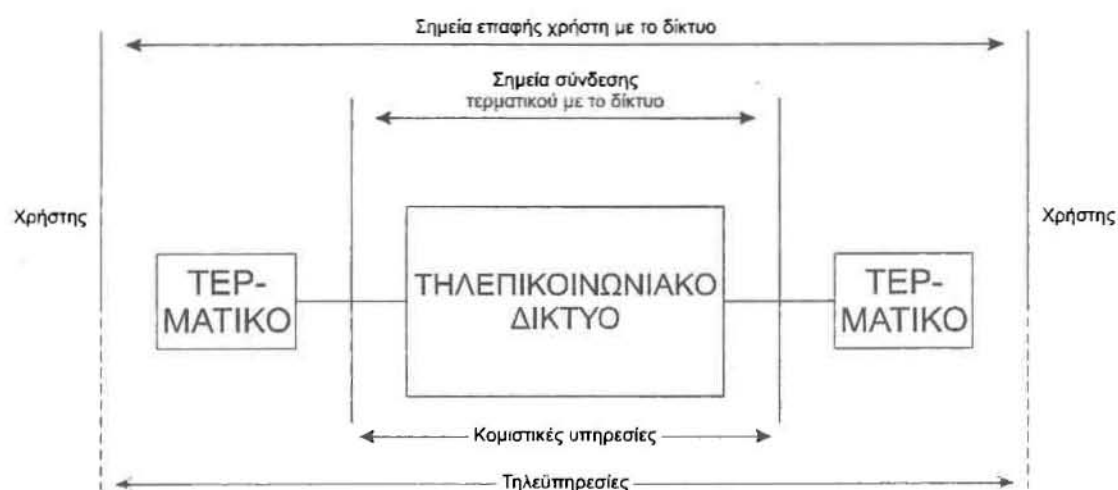 Σημεία επαφής χρήστη με το δίκτυο
Σημεία σύνδεσης
τερματικού με το δίκτυο
Χρήστης
Χρήστης
ΤΕΡ-
ΜΑΤΙΚΟ
ΤΗΛΕΠΙΚΟΙΝΩΝΙΑΚΟ
ΔΙΚΤΥΟ
ΤΕΡ-
ΜΑΤΙΚΟ
Κομιστικές υπηρεσίες
Τηλεϋπηρεσίες